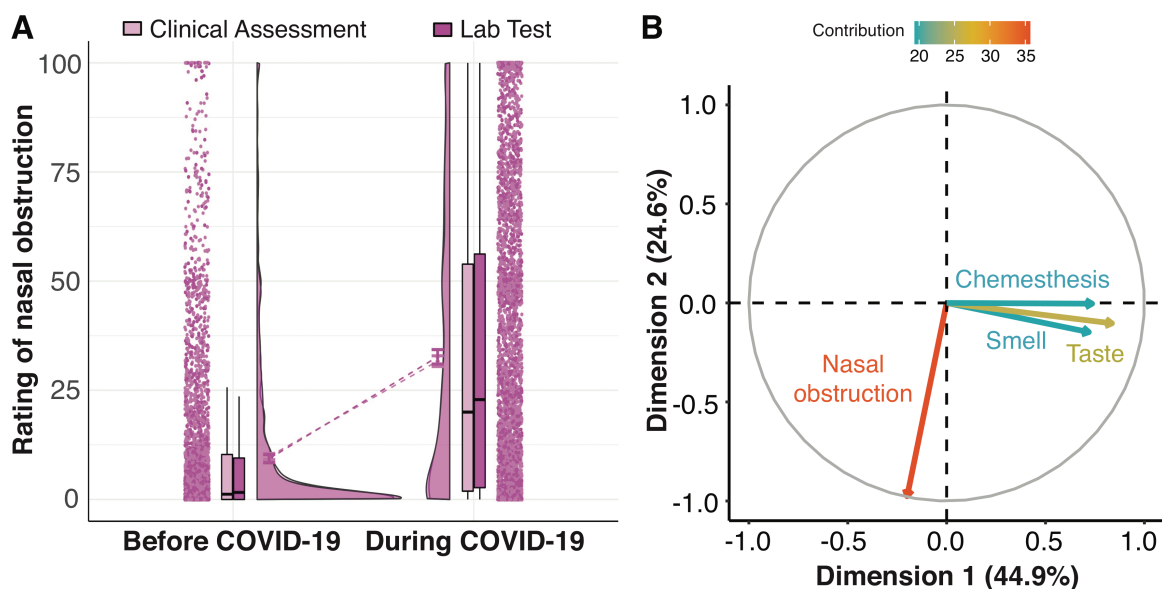 A
Clinical Assessment
Lab Test
Rating of nasal obstruction
100
75
50
25
0
Before COVID-19
During COVID-19
B
Contribution
20 25 30 35
Dimension 2 (24.6%)
1.0
0.5
0.0
-0.5
-1.0
Chemesthesis
Smell
Taste
Nasal
obstruction
-1.0 -0.5 0.0 0.5 1.0
Dimension 1 (44.9%)